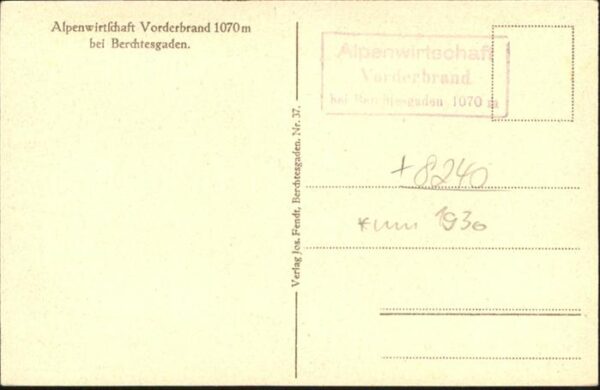 Alpenwirtſchaft Vorderbrand 1070 m
bei Berchtesgaden.
Alpenwirtschaft
Vorderbrand
bei Berchtesgaden 1070 m
Verlag Jos. Fendt, Berchtesgaden. Nr. 37.
+8240
*um 1930